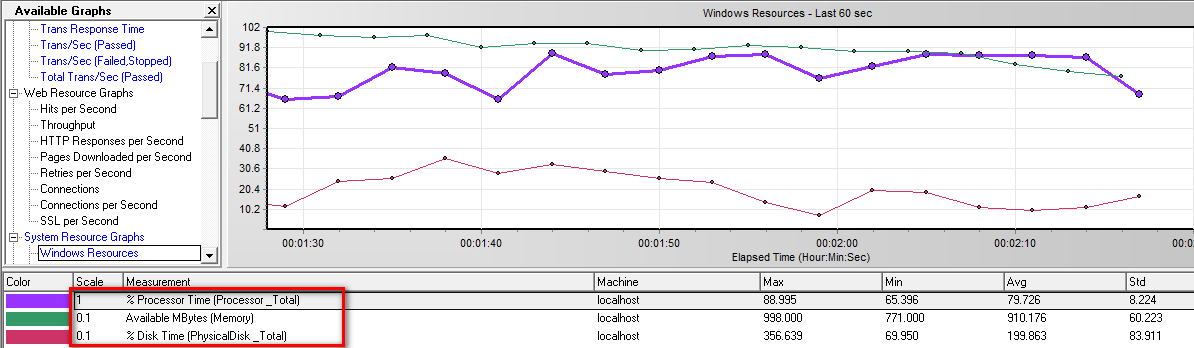 Available Graphs
Trans Response Time
Trans/Sec (Passed)
Trans/Sec (Failed,Stopped)
Total Trans/Sec (Passed)
Web Resource Graphs
Hits per Second
Throughput
HTTP Responses per Second
Pages Downloaded per Second
Retries per Second
Connections
Connections per Second
SSL per Second
System Resource Graphs
Windows Resources
Windows Resources - Last 60 sec
102
91.8
81.6
71.4
61.2
51
40.8
30.6
20.4
10.2
00:01:30 00:01:40 00:01:50 00:02:00 00:02:10 00:0
Elapsed Time (Hour:Min:Sec)
Color Scale Measurement Machine Max Min Avg Std
1 % Processor Time (Processor _Total) localhost 88.995 65.396 79.726 8.224
0.1 Available MBytes (Memory) localhost 998.000 771.000 910.176 60.223
0.1 % Disk Time (PhysicalDisk _Total) localhost 356.639 69.950 199.863 83.911